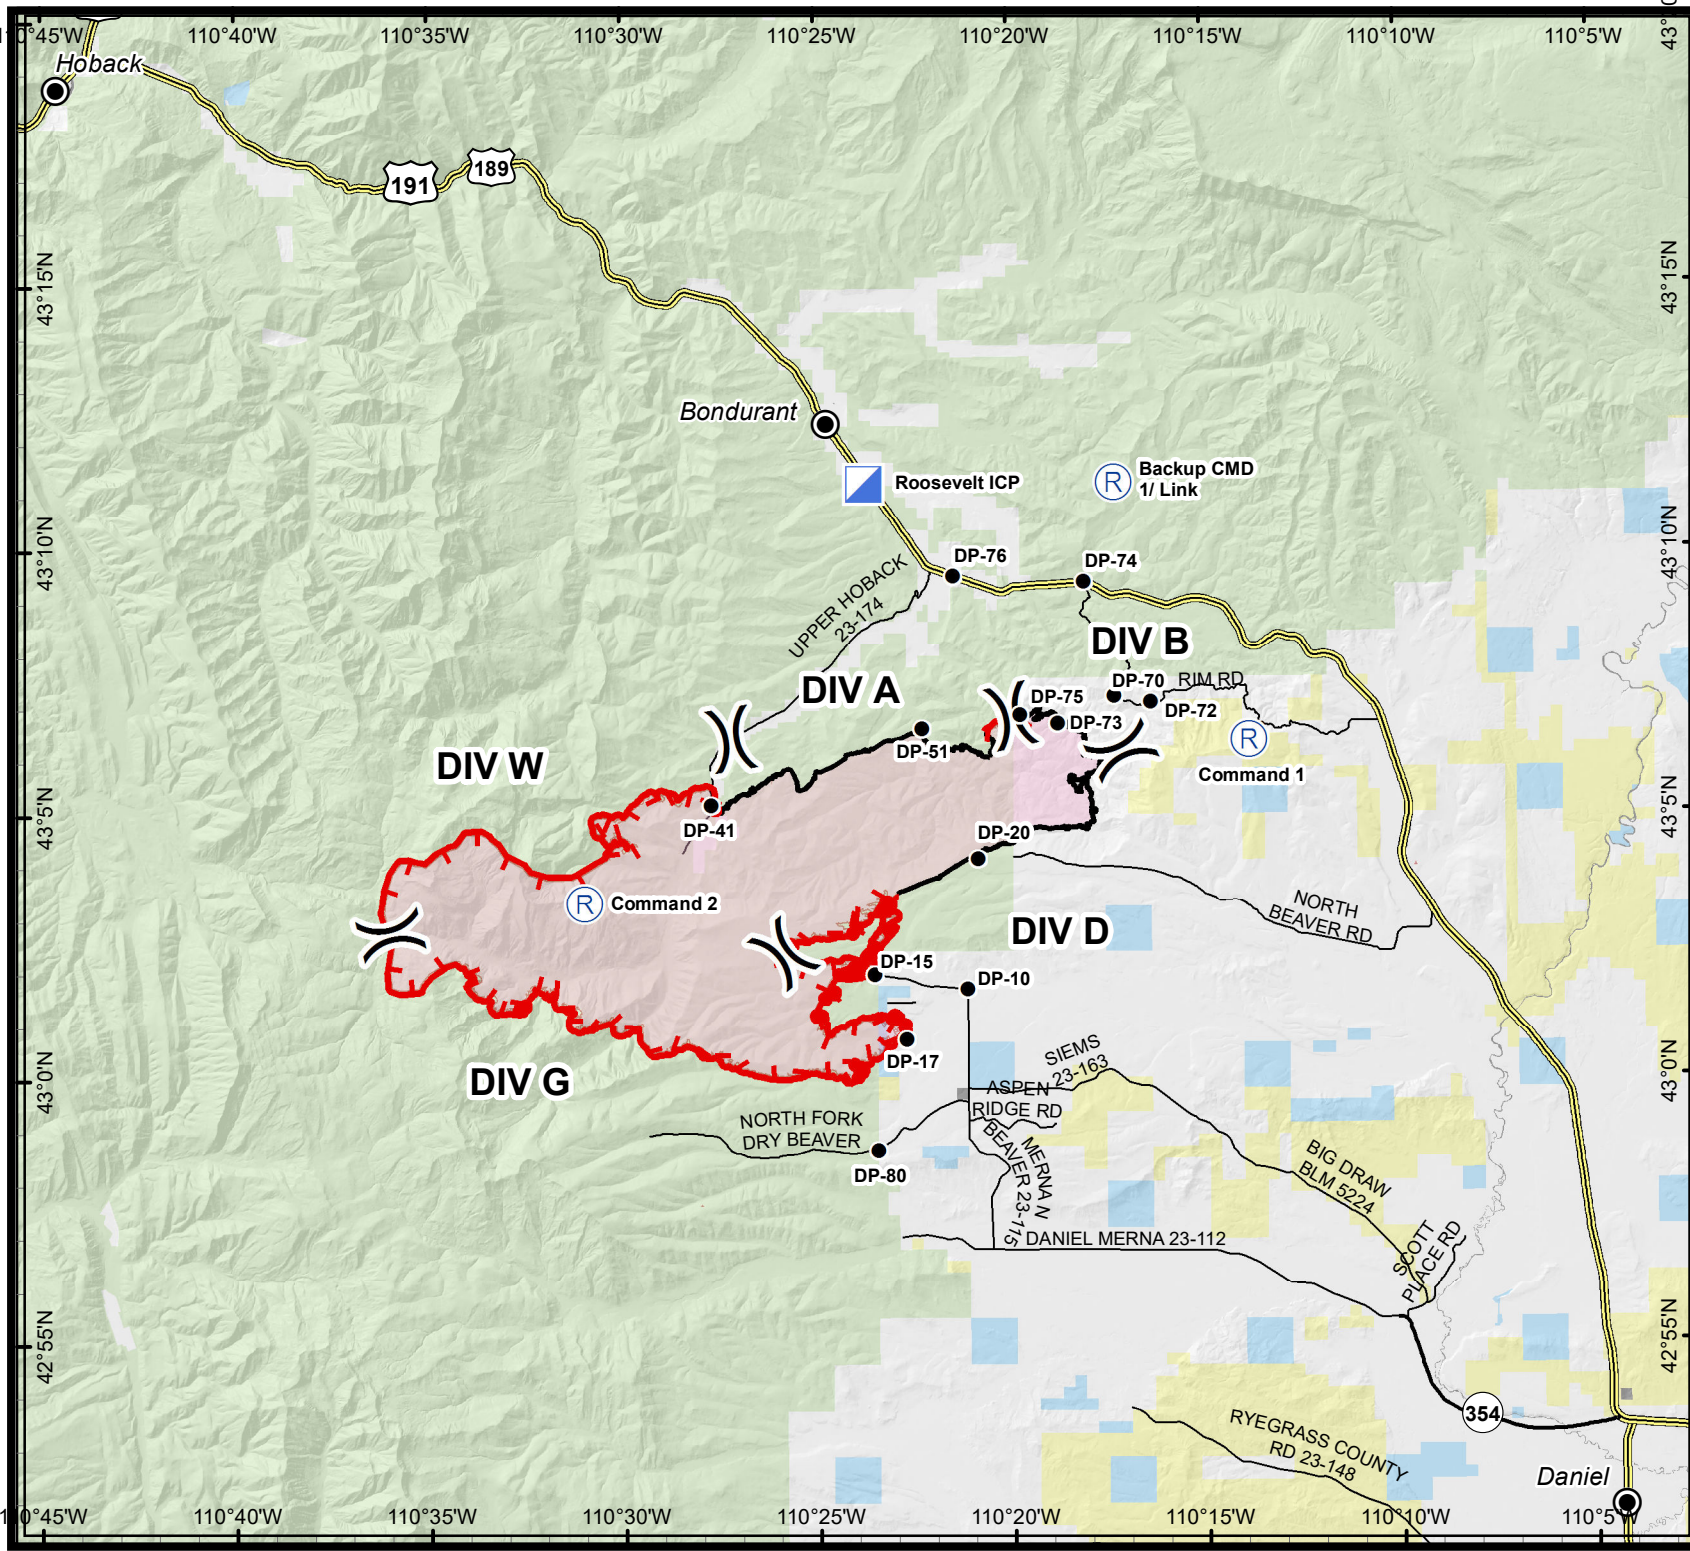 110°45'W 110°40'W 110°35'W 110°30'W 110°25'W 110°20'W 110°15'W 110°10'W 110°5'W
Hoback
191
189
43°15'N
43°15'N
Bondurant
Roosevelt ICP
Backup CMD
1/ Link
43°10'N
43°10'N
DP-76
DP-74
UPPER HOBACK
23-174
DIV B
DP-70
RIM RD
DP-72
DIV A
DP-75
DP-73
DP-51
Command 1
DIV W
43°5'N
43°5'N
DP-41
DP-20
Command 2
NORTH
BEAVER RD
DIV D
DP-15
DP-10
DP-17
SIEMS
23-163
43°0'N
43°0'N
DIV G
ASPEN
RIDGE RD
NORTH FORK
DRY BEAVER
DP-80
MERNA N
BEAVER 23-115
BIG DRAW
BLM 5224
DANIEL MERNA 23-112
SCOTT
PLACE RD
42°55'N
42°55'N
354
RYEGRASS COUNTY
RD 23-148
Daniel
110°45'W 110°40'W 110°35'W 110°30'W 110°25'W 110°20'W 110°15'W 110°10'W